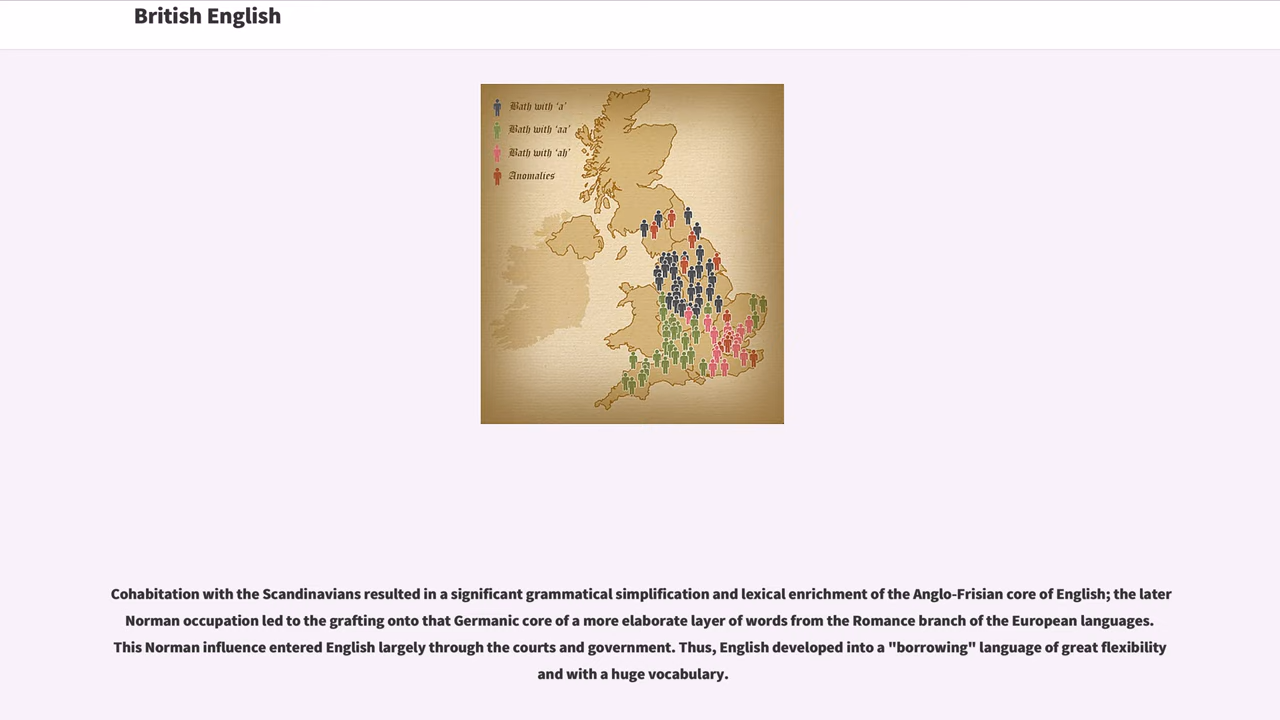 British English
Bath with 'a'
Bath with 'aa'
Bath with 'ah'
Anomalies
Cohabitation with the Scandinavians resulted in a significant grammatical simplification and lexical enrichment of the Anglo-Frisian core of English; the later
Norman occupation led to the grafting onto that Germanic core of a more elaborate layer of words from the Romance branch of the European languages.
This Norman influence entered English largely through the courts and government. Thus, English developed into a "borrowing" language of great flexibility
and with a huge vocabulary.